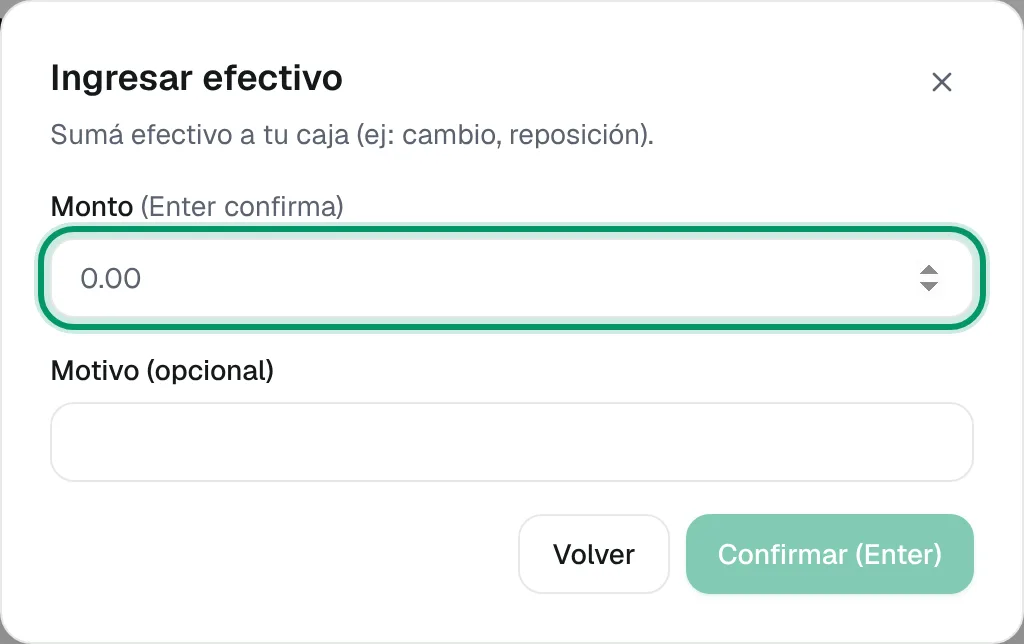 Ingresar efectivo
Sumá efectivo a tu caja (ej: cambio, reposición).
Monto (Enter confirma)
0.00
Motivo (opcional)
Volver
Confirmar (Enter)